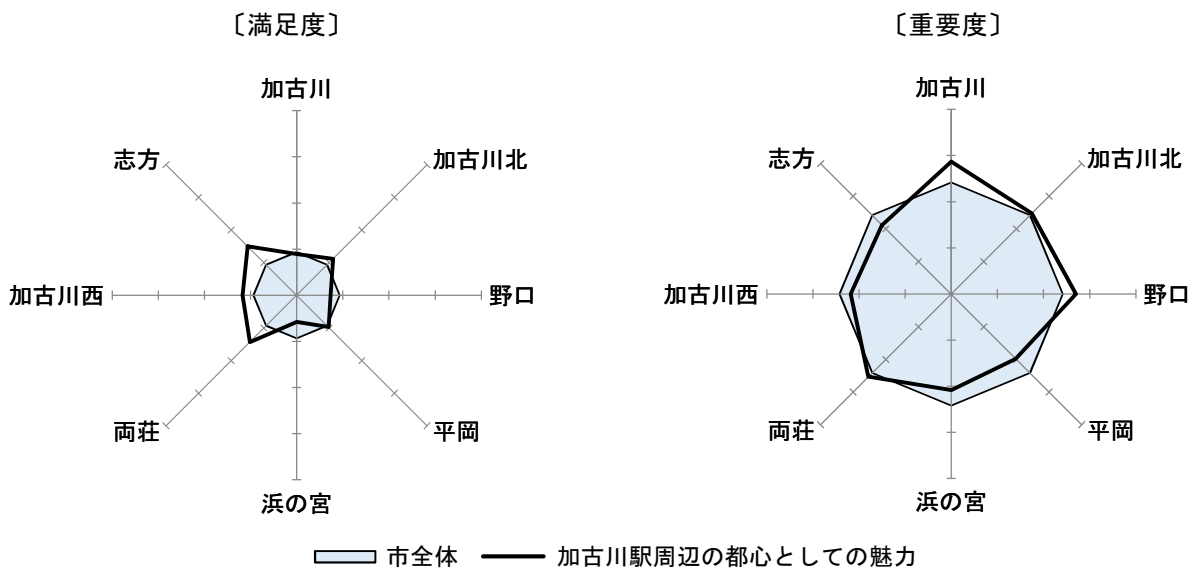 〔満足度〕
加古川
加古川北
野口
平岡
浜の宮
両荘
加古川西
志方
〔重要度〕
加古川
加古川北
野口
平岡
浜の宮
両荘
加古川西
志方
市全体
加古川駅周辺の都心としての魅力